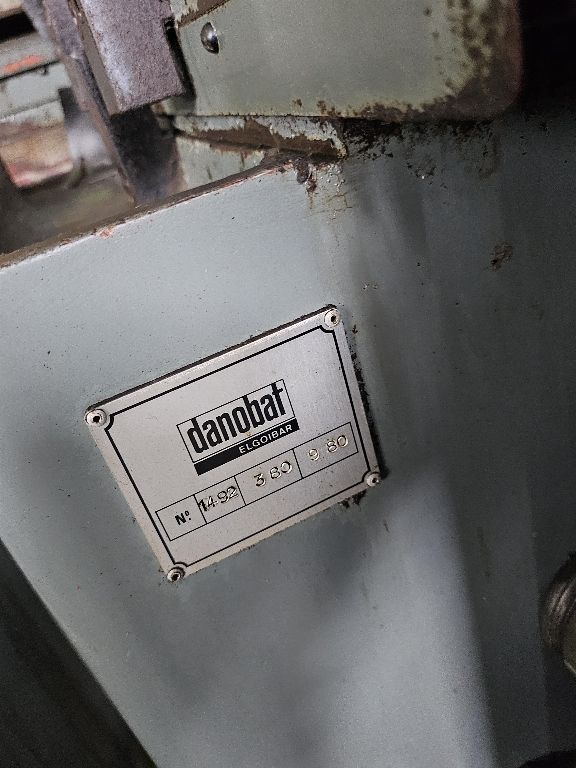 danobat
ELGOIBAR
Nº. 1492 3 80 9 80